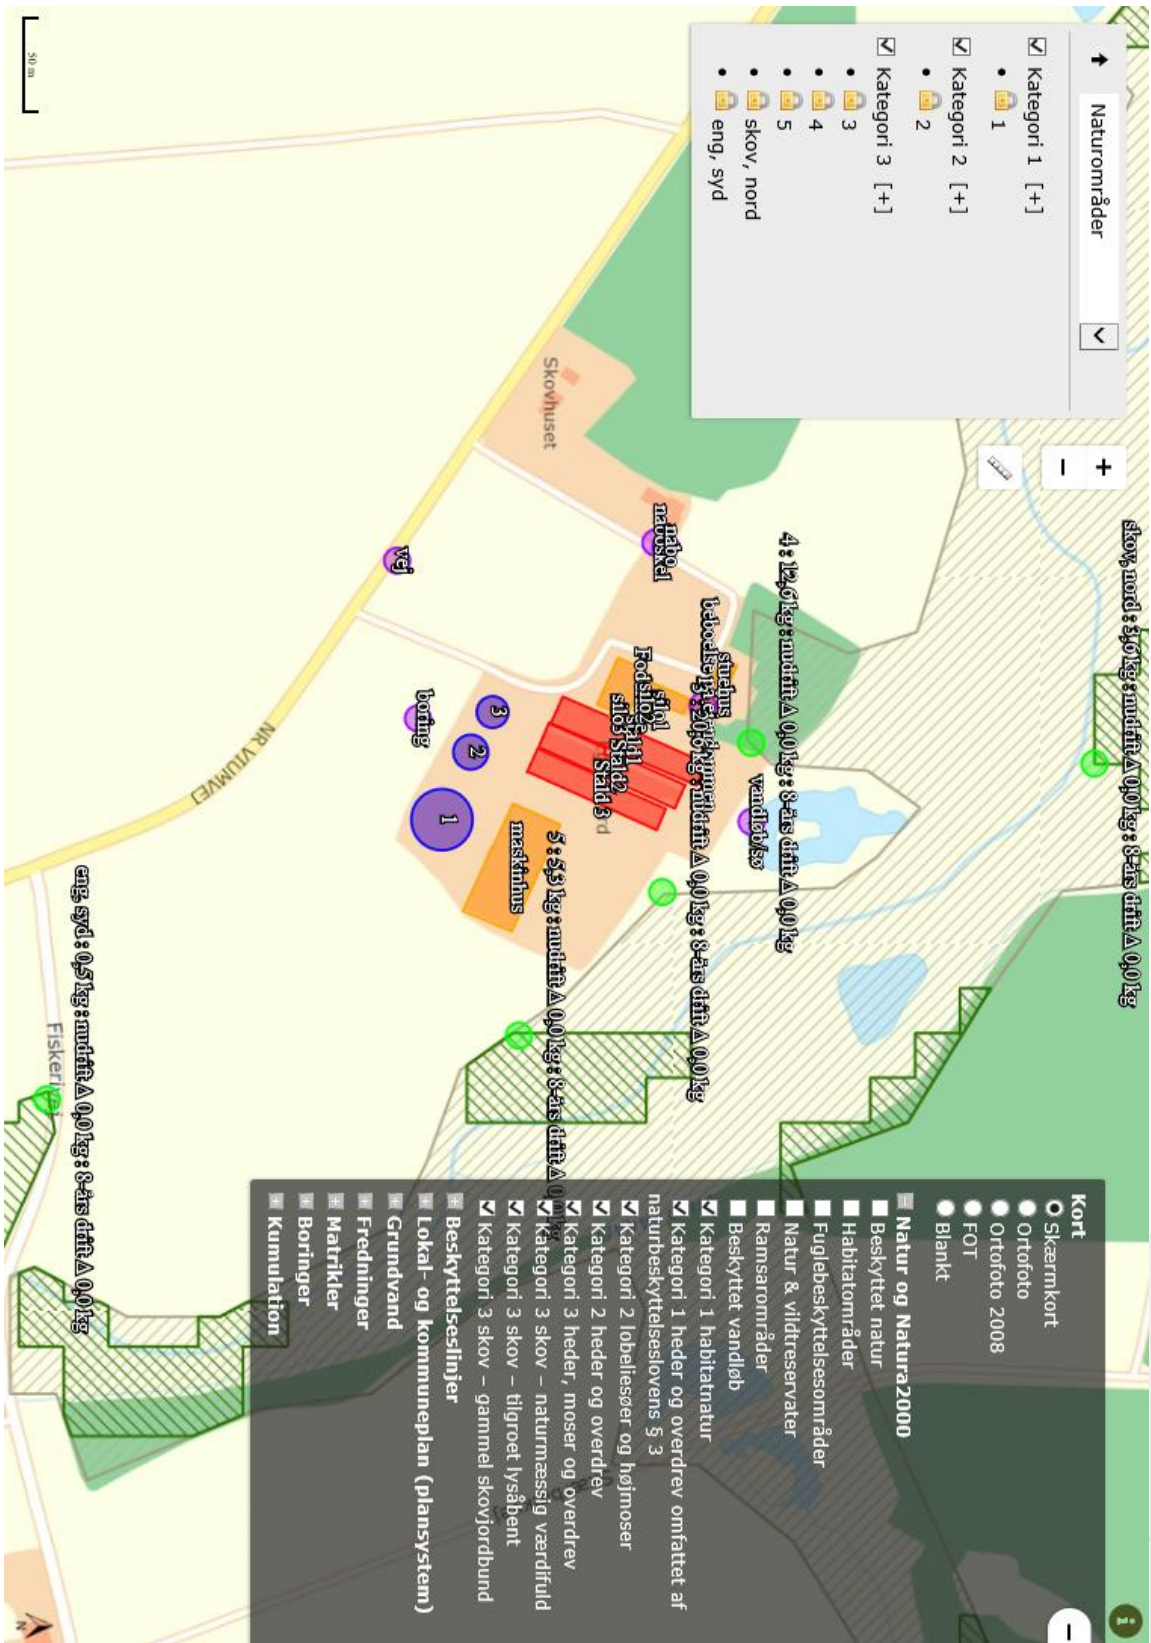 Naturområder
Kategori 1 [+]
1
Kategori 2 [+]
2
Kategori 3 [+]
3
4
5
skov, nord
eng, syd
50 m
+
−
skov, nord : 3,6 kg : nudrift Δ 0,0 kg : 8-års drift Δ 0,0 kg
4 : 12,6 kg : nudrift Δ 0,0 kg : 8-års drift Δ 0,0 kg
Skovhuset
nabo
naboskel
vej
stuehus
vandløb/sø
silo1
silo2
silo3
Stald1
Stald2
Stald 3
3
2
1
boring
maskinhus
NR VIUMVEJ
5 : 5,3 kg : nudrift Δ 0,0 kg : 8-års drift Δ 0,0 kg
eng, syd : 0,5 kg : nudrift Δ 0,0 kg : 8-års drift Δ 0,0 kg
Fiskerivej
Kort
Skærmkort
Ortofoto
Ortofoto 2008
FOT
Blankt
Natur og Natura2000
Beskyttet natur
Habitatområder
Fuglebeskyttelsesområder
Natur & vildtreservater
Ramsarområder
Beskyttet vandløb
Kategori 1 habitatnatur
Kategori 1 heder og overdrev omfattet af
naturbeskyttelseslovens § 3
Kategori 2 lobeliesøer og højmoser
Kategori 2 heder og overdrev
Kategori 3 heder, moser og overdrev
Kategori 3 skov – naturmæssig værdifuld
Kategori 3 skov – tilgroet lysåbent
Kategori 3 skov – gammel skovjordbund
Beskyttelseslinjer
Lokal- og kommuneplan (plansystem)
Grundvand
Fredninger
Matrikler
Boringer
Kumulation
N